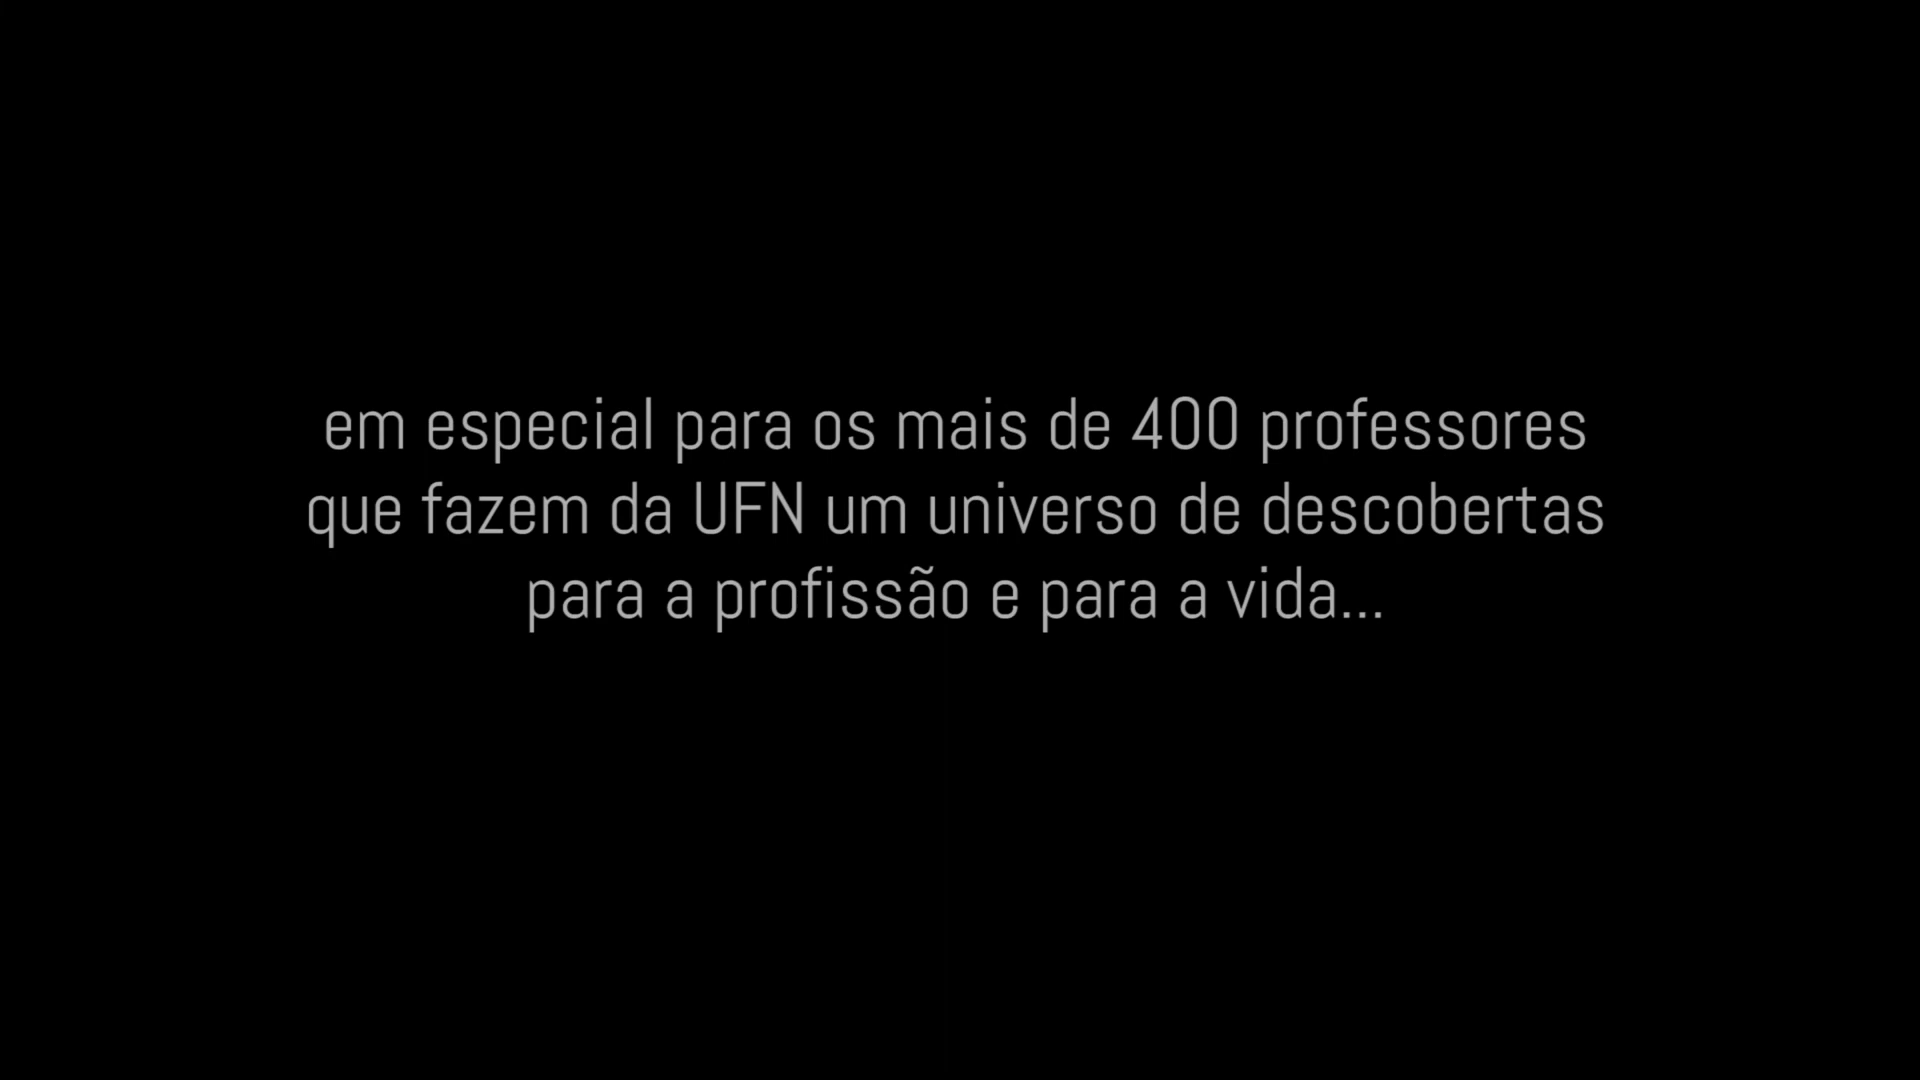 em especial para os mais de 400 professores
que fazem da UFN um universo de descobertas
para a profissão e para a vida...